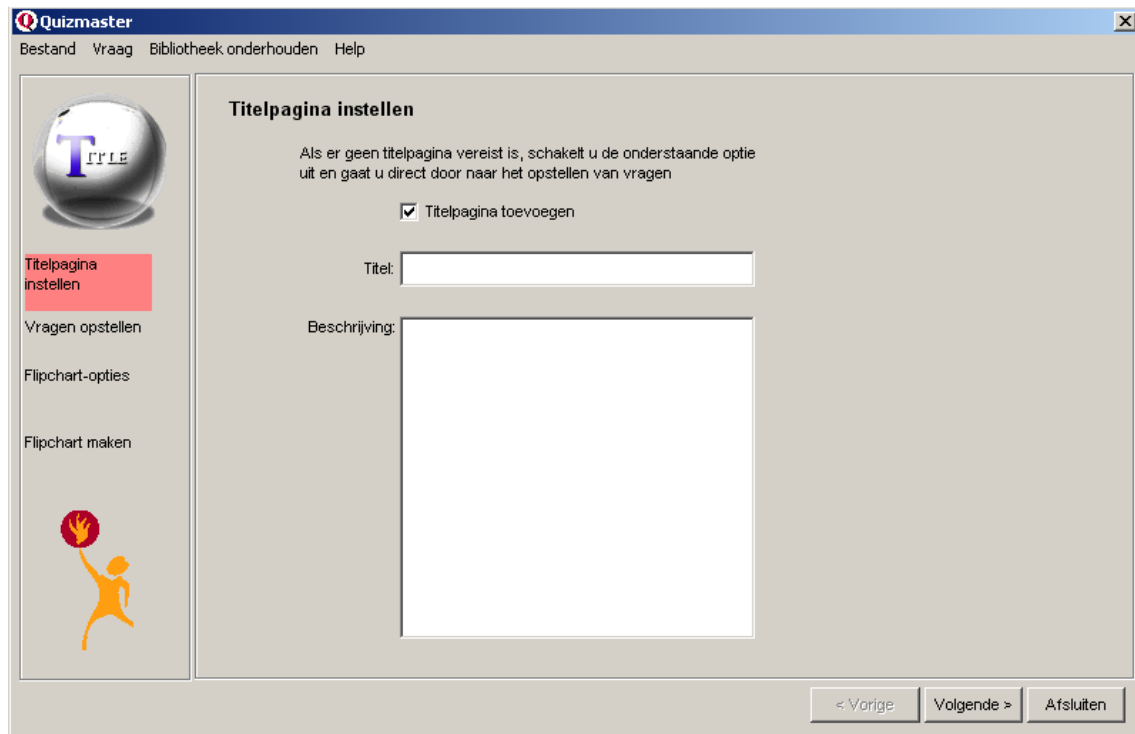 Quizmaster
Bestand Vraag Bibliotheek onderhouden Help
TITLE
Titelpagina
instellen
Vragen opstellen
Flipchart-opties
Flipchart maken
Titelpagina instellen
Als er geen titelpagina vereist is, schakelt u de onderstaande optie
uit en gaat u direct door naar het opstellen van vragen
Titelpagina toevoegen
Titel:
Beschrijving:
< Vorige
Volgende >
Afsluiten